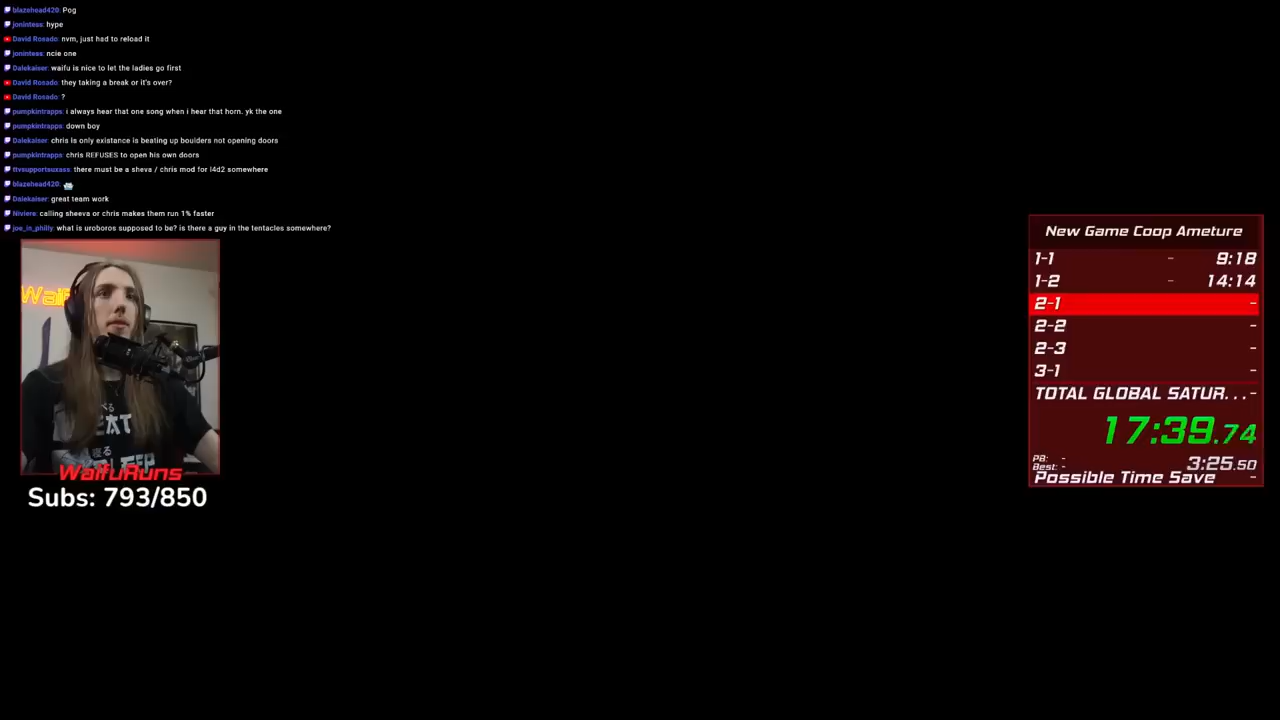 blazehead420: Pog
jonintess: hype
David Rosado: nvm, just had to reload it
jonintess: ncie one
Dalekaiser: waifu is nice to let the ladies go first
David Rosado: they taking a break or it's over?
David Rosado: ?
pumpkintrapps: i always hear that one song when i hear that horn. yk the one
pumpkintrapps: down boy
Dalekaiser: chris is only existance is beating up boulders not opening doors
pumpkintrapps: chris REFUSES to open his own doors
ttvsupportsuxass: there must be a sheva / chris mod for l4d2 somewhere
blazehead420:
Dalekaiser: great team work
Niviere: calling sheeva or chris makes them run 1% faster
joe_in_philly: what is uroboros supposed to be? is there a guy in the tentacles somewhere?
WaifuRuns
Subs: 793/850
New Game Coop Ameture
1-1 - 9:18
1-2 - 14:14
2-1 -
2-2 -
2-3 -
3-1 -
TOTAL GLOBAL SATUR... -
17:39.74
PB: -
Best: - 3:25.50
Possible Time Save -